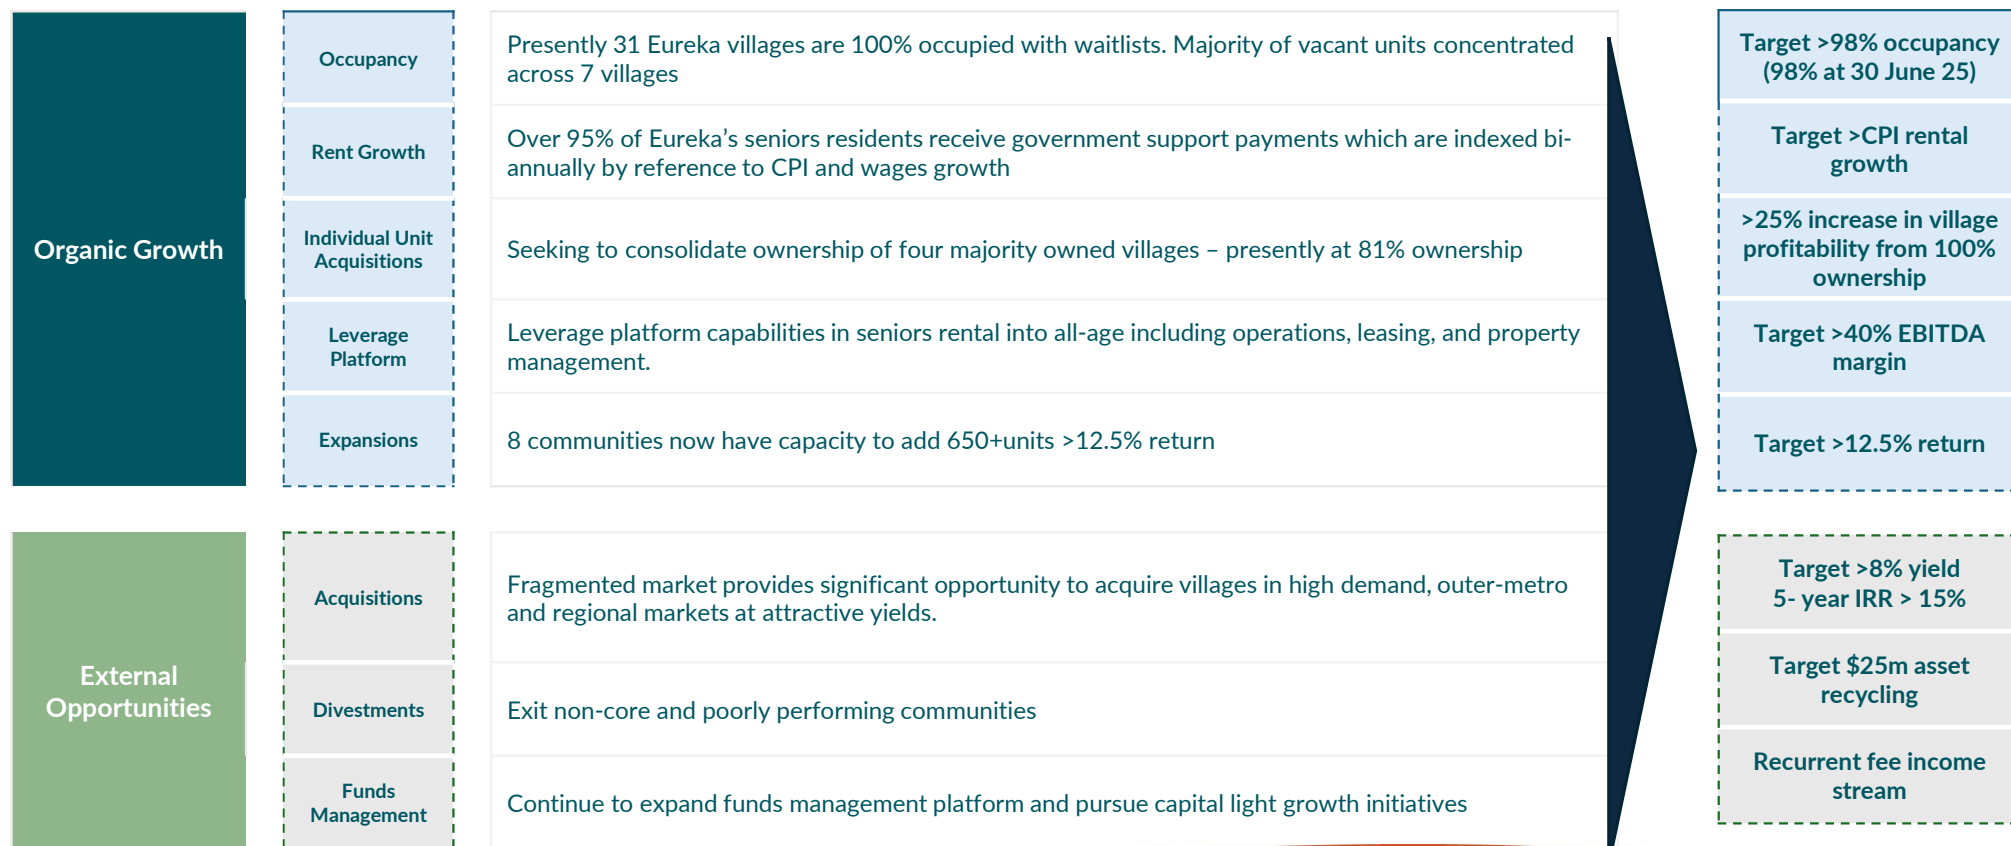 Organic Growth
Occupancy
Presently 31 Eureka villages are 100% occupied with waitlists. Majority of vacant units concentrated
across 7 villages
Target >98% occupancy
(98% at 30 June 25)
Rent Growth
Over 95% of Eureka’s seniors residents receive government support payments which are indexed bi-
annually by reference to CPI and wages growth
Target >CPI rental
growth
Individual Unit
Acquisitions
Seeking to consolidate ownership of four majority owned villages – presently at 81% ownership
>25% increase in village
profitability from 100%
ownership
Leverage
Platform
Leverage platform capabilities in seniors rental into all-age including operations, leasing, and property
management.
Target >40% EBITDA
margin
Expansions
8 communities now have capacity to add 650+units >12.5% return
Target >12.5% return
External
Opportunities
Acquisitions
Fragmented market provides significant opportunity to acquire villages in high demand, outer-metro
and regional markets at attractive yields.
Target >8% yield
5- year IRR > 15%
Divestments
Exit non-core and poorly performing communities
Target $25m asset
recycling
Funds
Management
Continue to expand funds management platform and pursue capital light growth initiatives
Recurrent fee income
stream